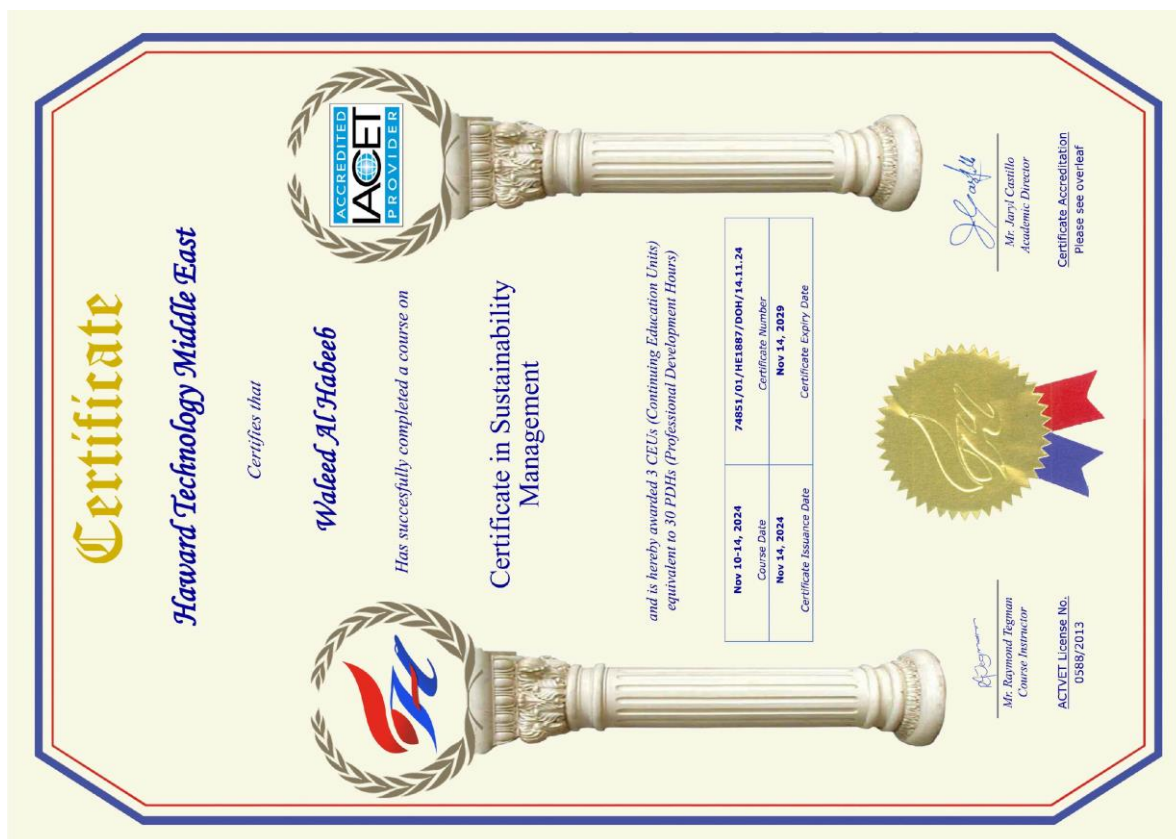 Certificate
Haward Technology Middle East
Certifies that
Waleed Al Habeeb
Has succesfully completed a course on
Certificate in Sustainability
Management
and is hereby awarded 3 CEUs (Continuing Education Units)
equivalent to 30 PDHs (Professional Development Hours)
Nov 10-14, 2024
Course Date
74851/01/HE1887/DOH/14.11.24
Certificate Number
Nov 14, 2024
Certificate Issuance Date
Nov 14, 2029
Certificate Expiry Date
Mr. Raymond Tegman
Course Instructor
ACTVET License No.
0588/2013
Mr. Jaryl Castillo
Academic Director
Certificate Accreditation
Please see overleaf
ACCREDITED
IACET
PROVIDER